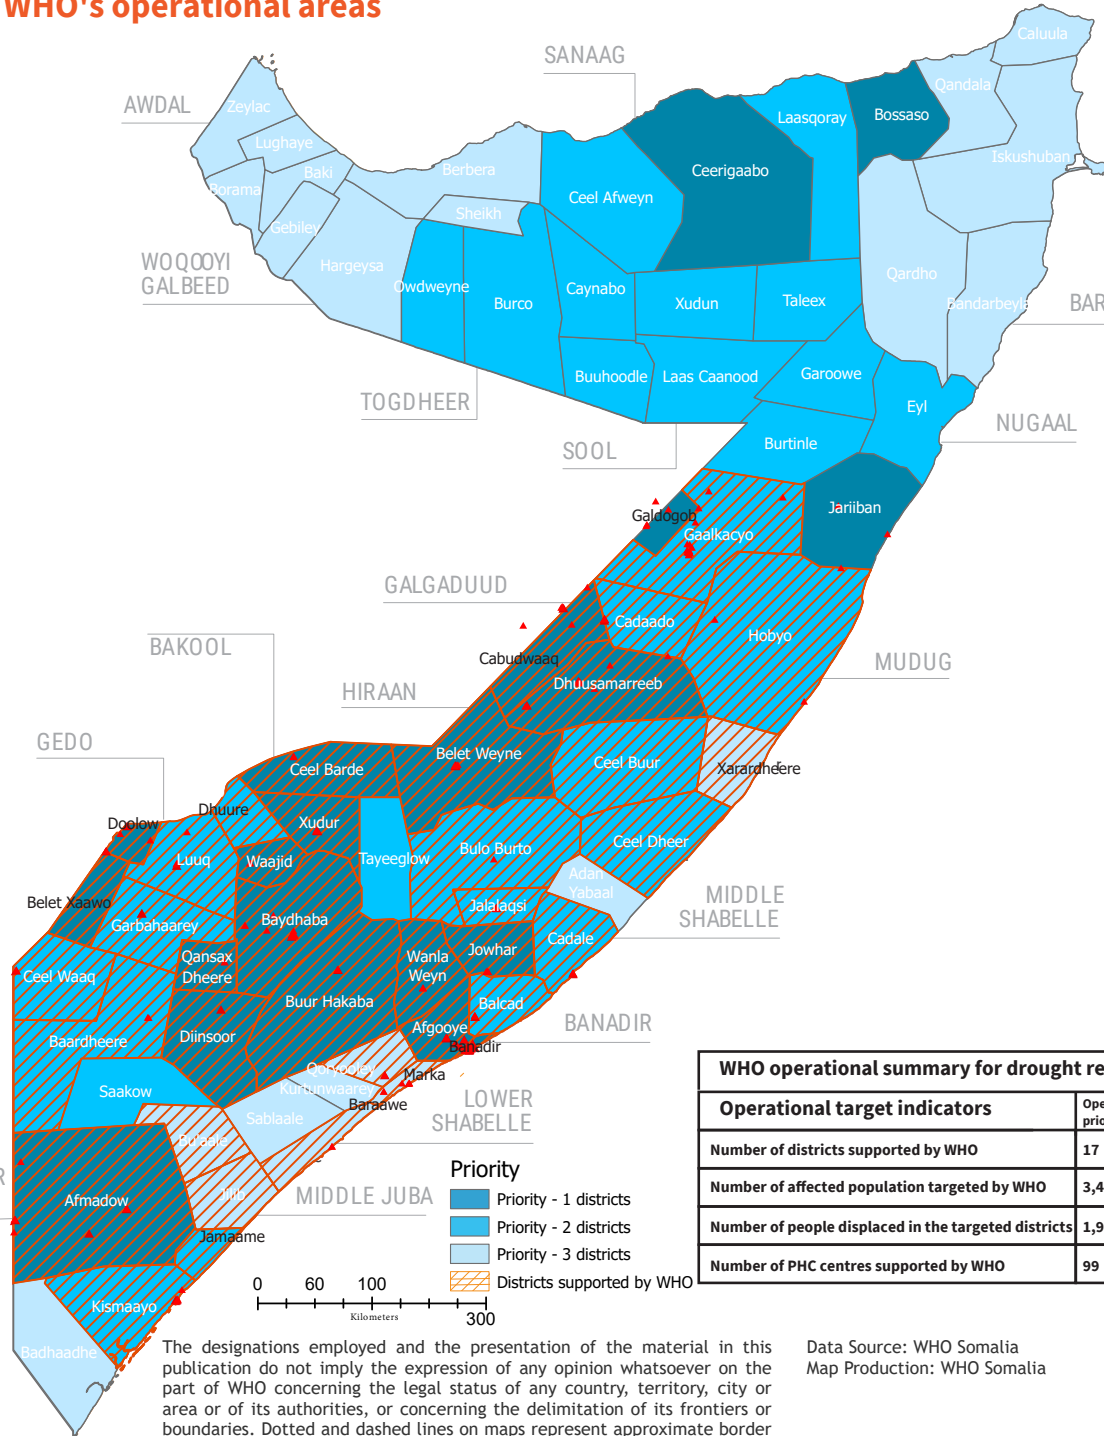 WHO's operational areas
Caluula
SANAAG
Qandala
AWDAL
Zeylac
Laasqoray
Bossaso
Lughaye
Iskushuban
Baki
Berbera
Ceerigaabo
Borama
Ceel Afweyn
Sheikh
Gebiley
WOQOOYI
GALBEED
Hargeysa
Qardho
Owdweyne
Caynabo
Burco
Xudun
Taleex
Bandarbeyla
BAR
Buuhoodle
Laas Caanood
Garoowe
TOGDHEER
Eyl
NUGAAL
SOOL
Burtinle
Jariiban
Galdogob
Gaalkacyo
GALGADUUD
Cadaado
Hobyo
BAKOOL
Cabudwaaq
MUDUG
Dhuusamarreeb
HIRAAN
GEDO
Belet Weyne
Ceel Buur
Xarardheere
Ceel Barde
Dhuure
Doolow
Xudur
Ceel Dheer
Luuq
Waajid
Tayeeglow
Bulo Burto
Adan
Yabaal
MIDDLE
SHABELLE
Belet Xaawo
Jalalaqsi
Garbahaarey
Baydhaba
Cadale
Jowhar
Qansax
Dheere
Wanla
Weyn
Ceel Waaq
Buur Hakaba
Balcad
BANADIR
Diinsoor
Afgooye
Baardheere
Banadir
Qoryooley
Marka
Kurtunwaarey
Saakow
Baraawe
LOWER
SHABELLE
Sablaale
Bu'aale
R
Jilib
MIDDLE JUBA
Afmadow
Jamaame
Kismaayo
Badhaadhe
WHO operational summary for drought re
Operational target indicators
Ope
prio
Number of districts supported by WHO 17
Number of affected population targeted by WHO 3,4
Number of people displaced in the targeted districts 1,9
Number of PHC centres supported by WHO 99
Priority
Priority - 1 districts
Priority - 2 districts
Priority - 3 districts
Districts supported by WHO
0 60 100
Kilometers 300
The designations employed and the presentation of the material in this
publication do not imply the expression of any opinion whatsoever on the
part of WHO concerning the legal status of any country, territory, city or
area or of its authorities, or concerning the delimitation of its frontiers or
boundaries. Dotted and dashed lines on maps represent approximate border
Data Source: WHO Somalia
Map Production: WHO Somalia